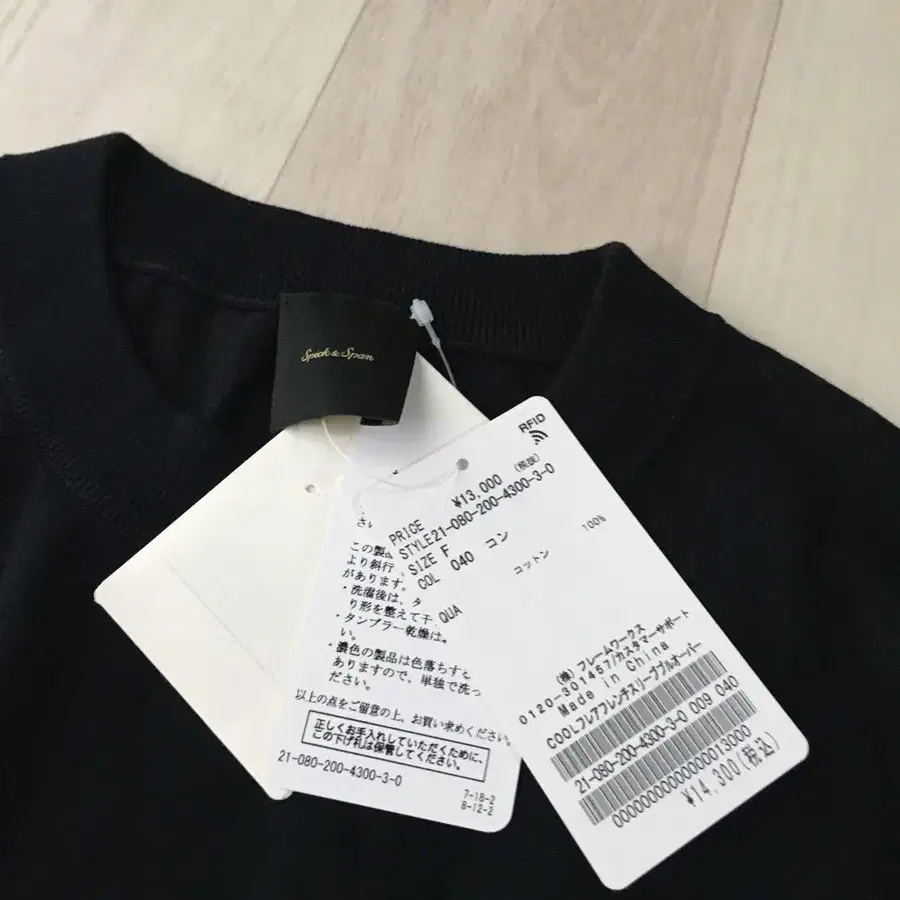 Spick & Span
さい
この製品
より斜行
があります。
・洗濯後は、
り形を整えて干
・タンブラー乾燥は
い。
・濃色の製品は色落ちする
ありますので、単独で洗っ
ださい。
以上の点をご留意の上、お買い求めください。
正しくお手入れしていただくために、
この下げ札は保管してください。
21-080-200-4300-3-0
7-18-2
8-12-2
RFID
PRICE ¥13,000 (税抜)
STYLE21-080-200-4300-3-0
SIZE F
COL 040 コン
QUA
コットン 100%
(株)フレームワークス
0120-301457/カスタマーサポート
Made in China
COOLフレアフレンチスリーブプルオーバー
21-080-200-4300-3-0 009 040
0000000000000013000
¥14,300(税込)